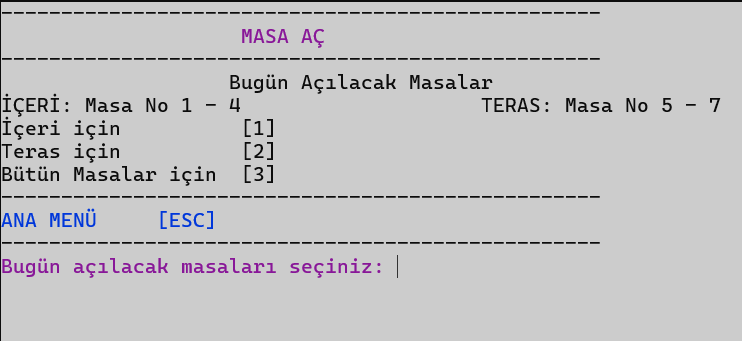 --------------------------------------------------
MASA AÇ
--------------------------------------------------
Bugün Açılacak Masalar
İÇERİ: Masa No 1 - 4 TERAS: Masa No 5 - 7
İçeri için [1]
Teras için [2]
Bütün Masalar için [3]
--------------------------------------------------
ANA MENÜ [ESC]
--------------------------------------------------
Bugün açılacak masaları seçiniz: